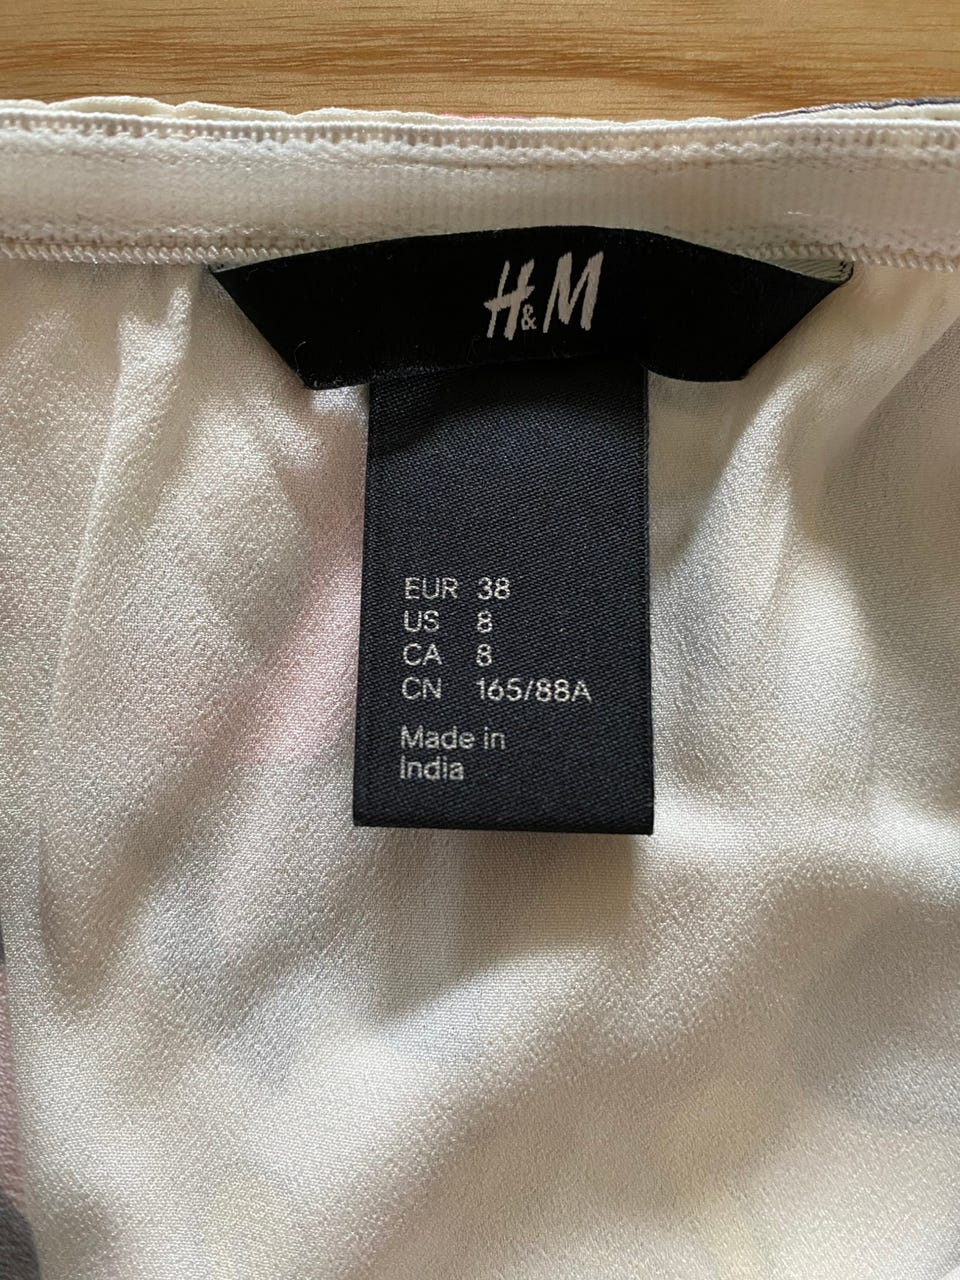 H&M
EUR 38
US 8
CA 8
CN 165/88A
Made in
India